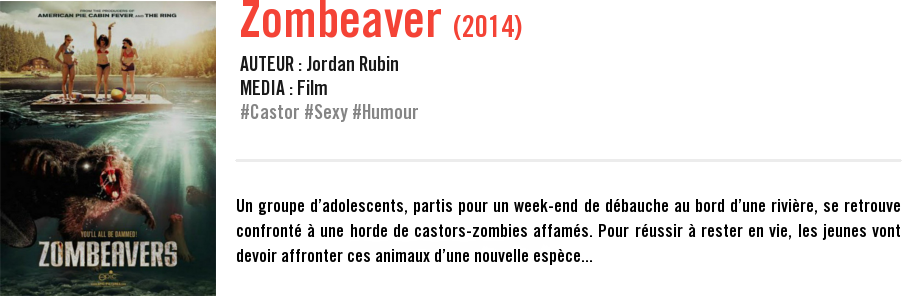 FROM THE PRODUCERS OF
AMERICAN PIE CABIN FEVER AND THE RING
YOU'LL ALL BE DAMMED!
ZOMBEAVERS
Zombeaver (2014)
AUTEUR : Jordan Rubin
MEDIA : Film
#Castor #Sexy #Humour
Un groupe d'adolescents, partis pour un week-end de débauche au bord d'une rivière, se retrouve
confronté à une horde de castors-zombies affamés. Pour réussir à rester en vie, les jeunes vont
devoir affronter ces animaux d'une nouvelle espèce...